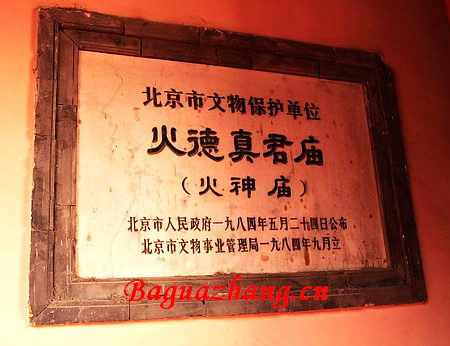 北京市文物保护单位
火德真君庙
（火神庙）
北京市人民政府一九八四年五月二十四日公布
北京市文物事业管理局一九八四年九月立
Baguazhang.cn